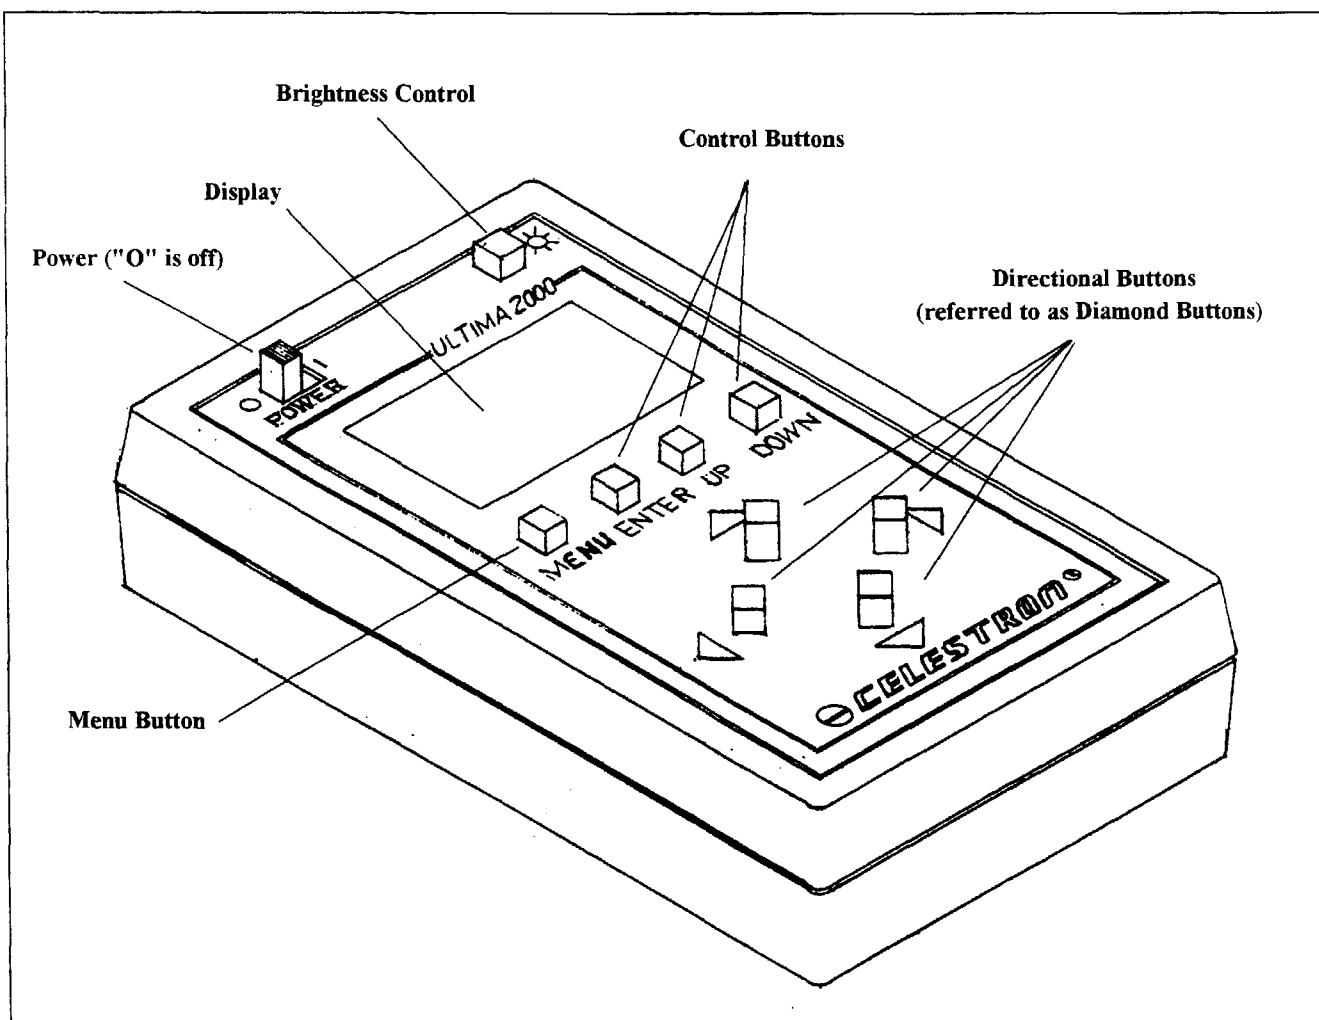 Brightness Control
Control Buttons
Display
Power ("O" is off)
Directional Buttons
(referred to as Diamond Buttons)
ULTIMA 2000
O
POWER
DOWN
UP
ENTER
MENU
CELESTRON
Menu Button